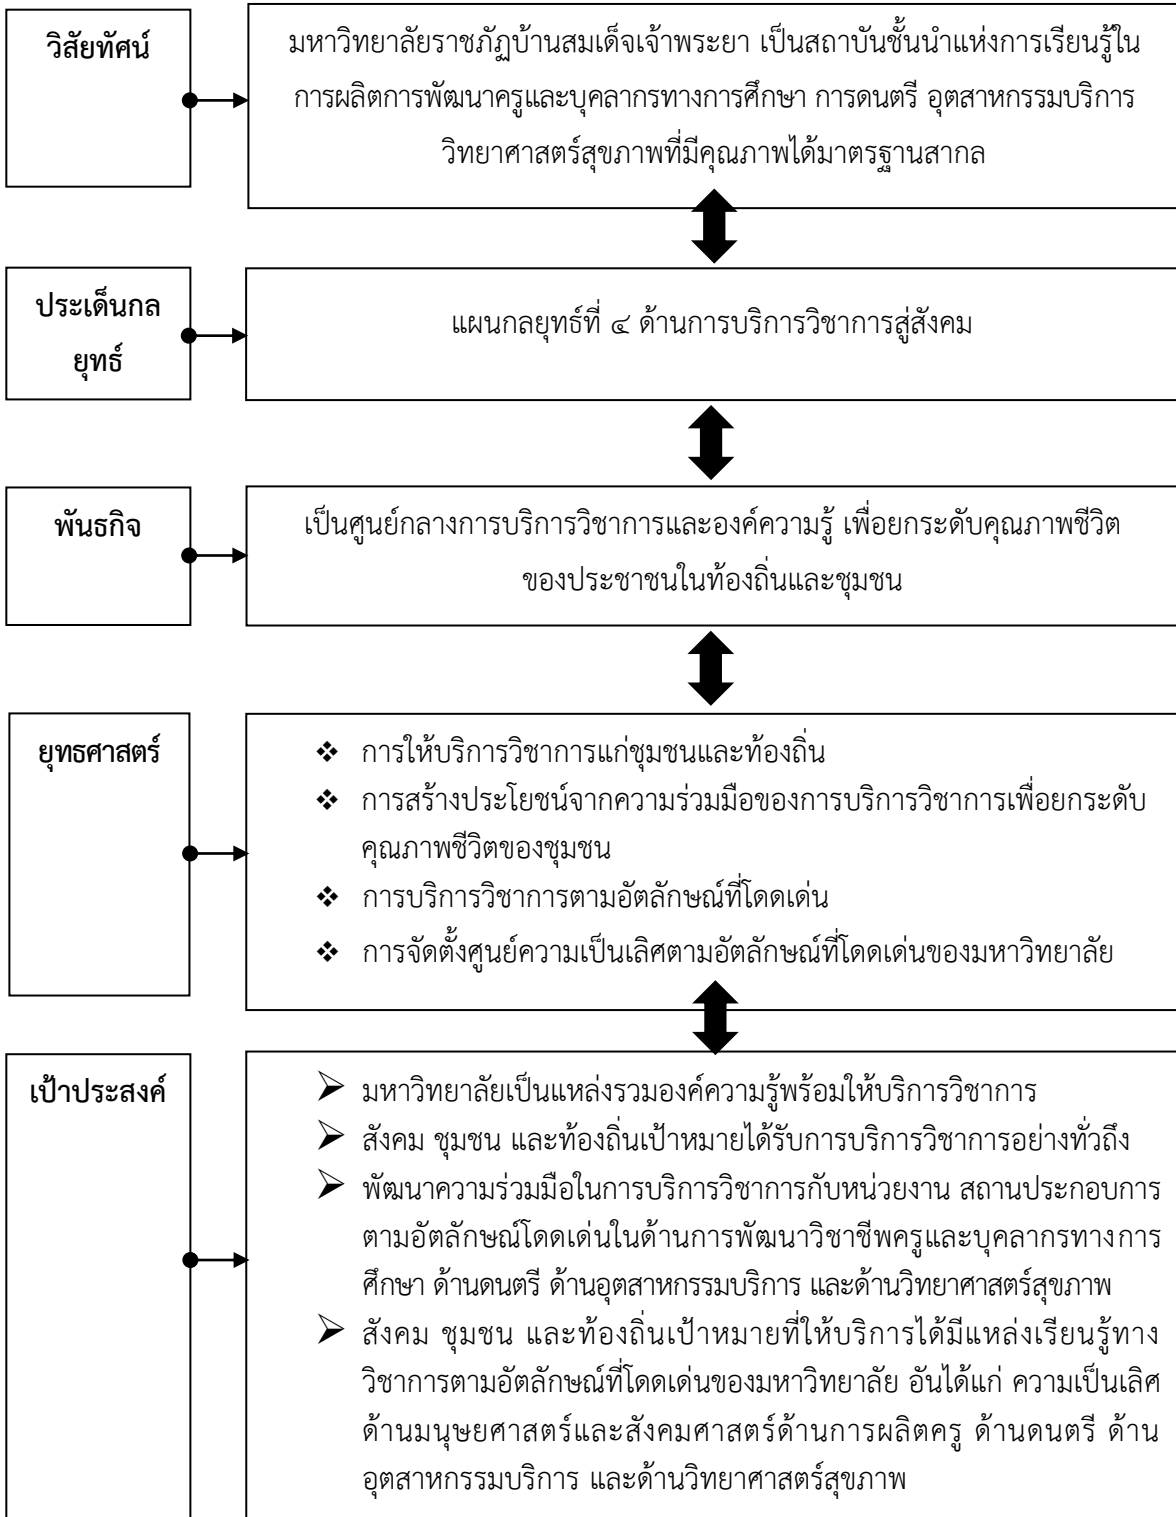 วิสัยทัศน์
มหาวิทยาลัยราชภัฏบ้านสมเด็จเจ้าพระยา เป็นสถาบันชั้นนำแห่งการเรียนรู้ใน
การผลิตการพัฒนาครูและบุคลากรทางการศึกษา การดนตรี อุตสาหกรรมบริการ
วิทยาศาสตร์สุขภาพที่มีคุณภาพได้มาตรฐานสากล
ประเด็นกล
ยุทธ์
แผนกลยุทธ์ที่ ๔ ด้านการบริการวิชาการสู่สังคม
พันธกิจ
เป็นศูนย์กลางการบริการวิชาการและองค์ความรู้ เพื่อยกระดับคุณภาพชีวิต
ของประชาชนในท้องถิ่นและชุมชน
ยุทธศาสตร์
❖ การให้บริการวิชาการแก่ชุมชนและท้องถิ่น
❖ การสร้างประโยชน์จากความร่วมมือของการบริการวิชาการเพื่อยกระดับ
คุณภาพชีวิตของชุมชน
❖ การบริการวิชาการตามอัตลักษณ์ที่โดดเด่น
❖ การจัดตั้งศูนย์ความเป็นเลิศตามอัตลักษณ์ที่โดดเด่นของมหาวิทยาลัย
เป้าประสงค์
➢ มหาวิทยาลัยเป็นแหล่งรวมองค์ความรู้พร้อมให้บริการวิชาการ
➢ สังคม ชุมชน และท้องถิ่นเป้าหมายได้รับการบริการวิชาการอย่างทั่วถึง
➢ พัฒนาความร่วมมือในการบริการวิชาการกับหน่วยงาน สถานประกอบการ
ตามอัตลักษณ์โดดเด่นในด้านการพัฒนาวิชาชีพครูและบุคลากรทางการ
ศึกษา ด้านดนตรี ด้านอุตสาหกรรมบริการ และด้านวิทยาศาสตร์สุขภาพ
➢ สังคม ชุมชน และท้องถิ่นเป้าหมายที่ให้บริการได้มีแหล่งเรียนรู้ทาง
วิชาการตามอัตลักษณ์ที่โดดเด่นของมหาวิทยาลัย อันได้แก่ ความเป็นเลิศ
ด้านมนุษยศาสตร์และสังคมศาสตร์ด้านการผลิตครู ด้านดนตรี ด้าน
อุตสาหกรรมบริการ และด้านวิทยาศาสตร์สุขภาพ